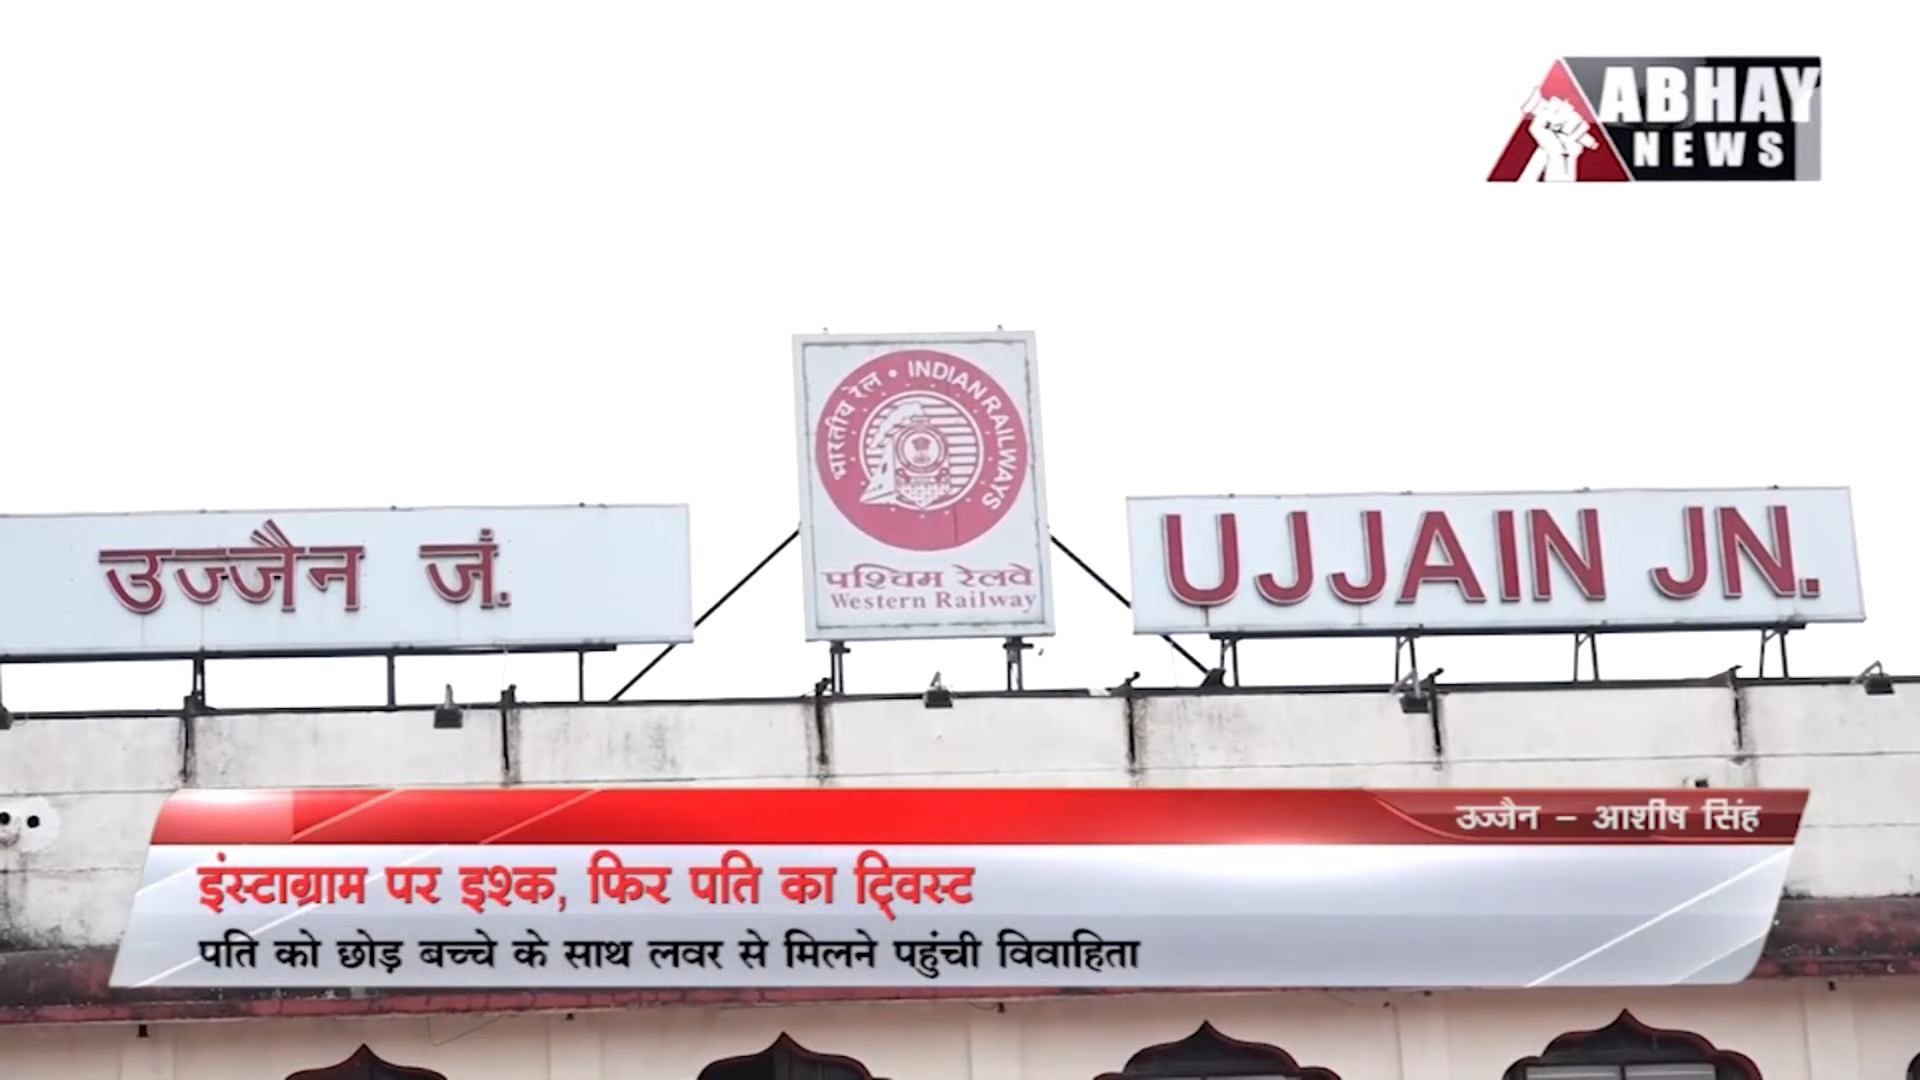 ABHAY
NEWS
भारतीय रेल • INDIAN RAILWAYS
पश्चिम रेलवे
Western Railway
उज्जैन जं.
UJJAIN JN.
उज्जैन – आशीष सिंह
इंस्टाग्राम पर इश्क, फिर पति का ट्विस्ट
पति को छोड़ बच्चे के साथ लवर से मिलने पहुंची विवाहिता